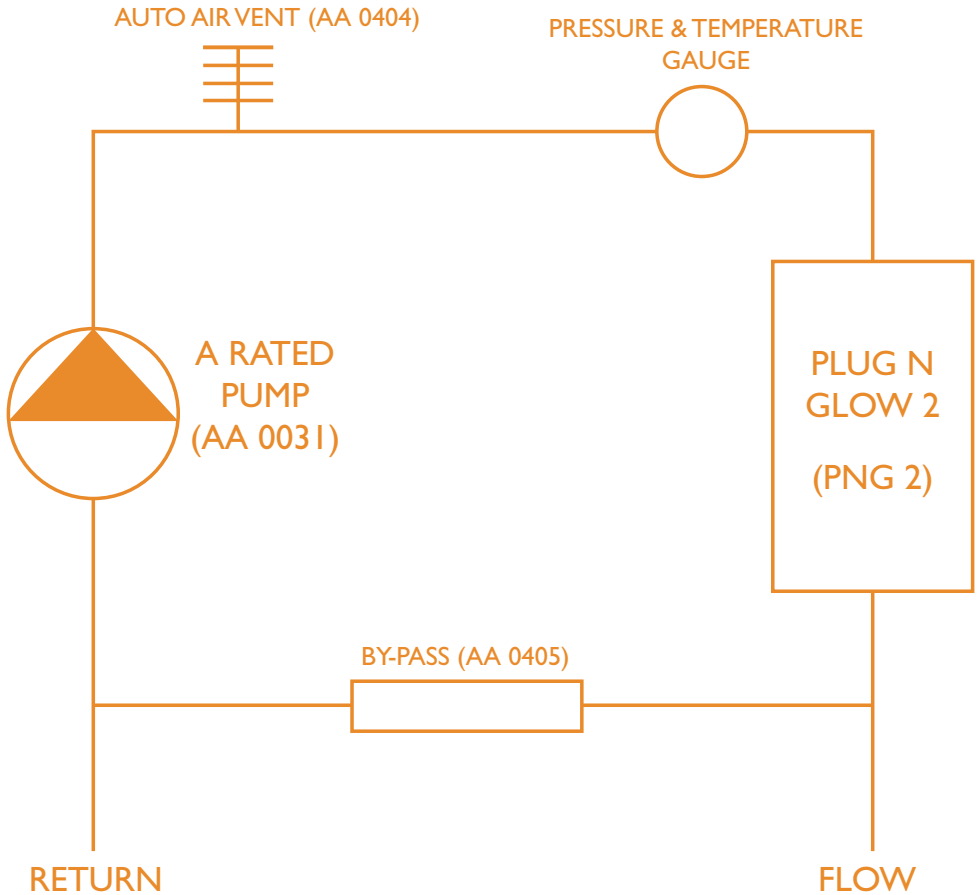 AUTO AIR VENT (AA 0404)
PRESSURE & TEMPERATURE
GAUGE
A RATED
PUMP
(AA 0031)
PLUG N
GLOW 2
(PNG 2)
BY-PASS (AA 0405)
RETURN
FLOW